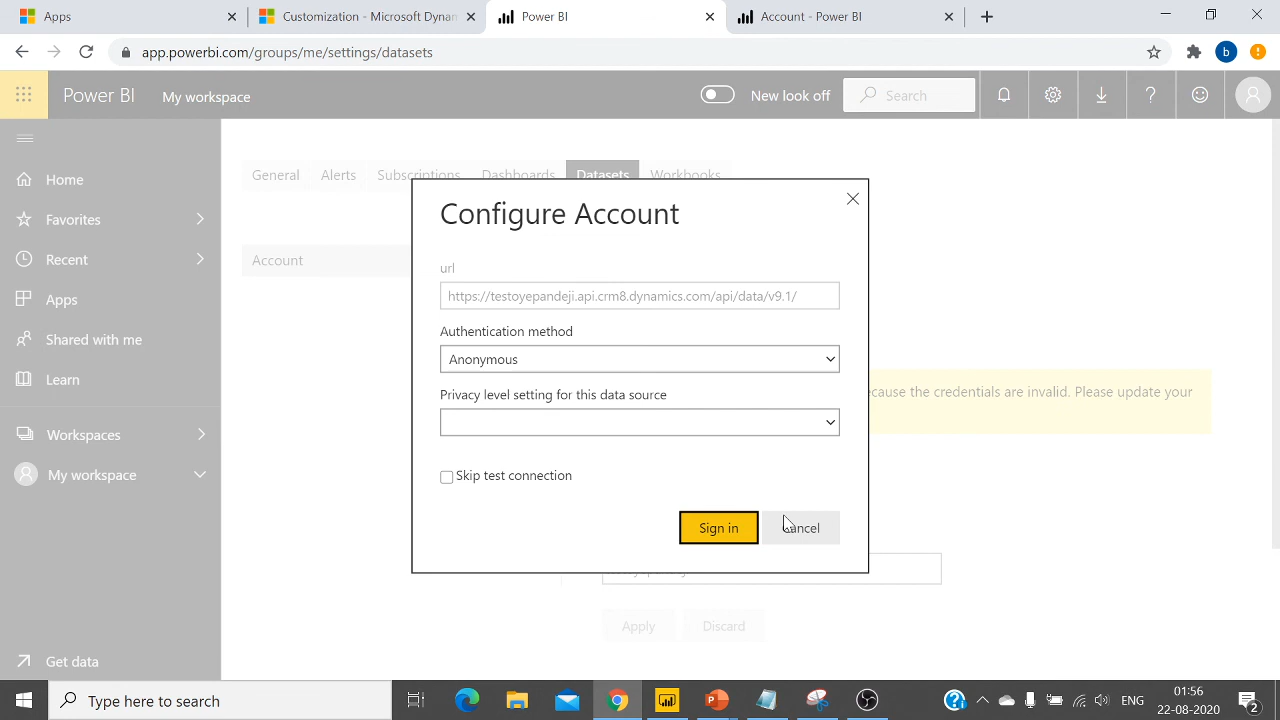 Apps
Customization - Microsoft Dynam
Power BI
Account - Power BI
app.powerbi.com/groups/me/settings/datasets
b
Power BI
My workspace
New look off
Search
Home
Favorites
Recent
Apps
Shared with me
Learn
Workspaces
My workspace
Get data
General
Alerts
Subscriptions
Dashboards
Datasets
Workbooks
Account
Configure Account
url
https://testoyepandeji.api.crm8.dynamics.com/api/data/v9.1/
Authentication method
Anonymous
Privacy level setting for this data source
Skip test connection
Sign in
Cancel
ecause the credentials are invalid. Please update your
Apply
Discard
Type here to search
ENG
01:56
22-08-2020
2